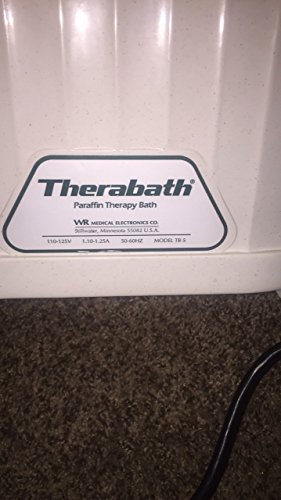 Therabath®
Paraffin Therapy Bath
WR MEDICAL ELECTRONICS CO.
Stillwater, Minnesota 55082 U.S.A.
110-125V 1.10-1.25A 50-60HZ MODEL TB 5